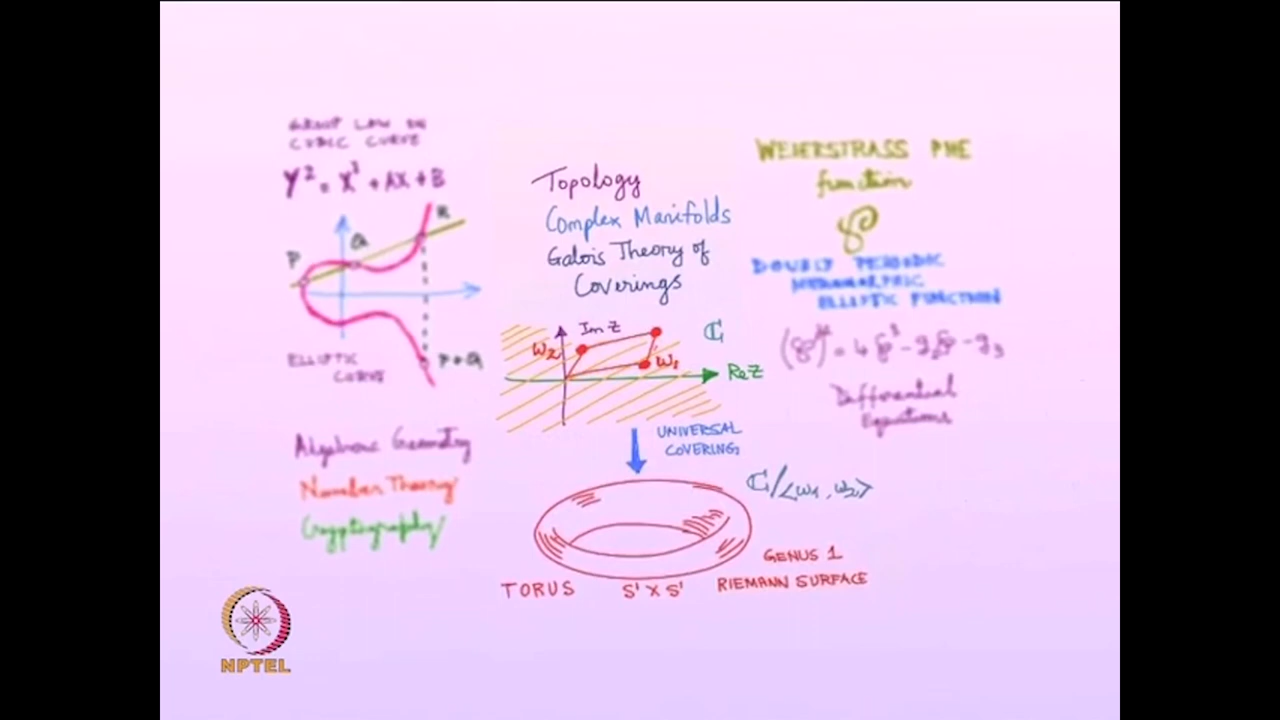 GROUP LAW ON
CUBIC CURVE
Y² = X³ + AX + B
P
Q
R
P+Q
ELLIPTIC
CURVE
Algebraic Geometry
Number Theory
Cryptography
Topology
Complex Manifolds
Galois Theory of
Coverings
Im Z
ℂ
ω₂
ω₁
Re Z
UNIVERSAL
COVERING
ℂ/<ω₁, ω₂>
GENUS 1
TORUS S¹ X S¹ RIEMANN SURFACE
WEIERSTRASS PHE
function
℘
DOUBLY PERIODIC
MEROMORPHIC
ELLIPTIC FUNCTION
= 4℘³ - g₂℘ - g₃
Differential
Equations
NPTEL